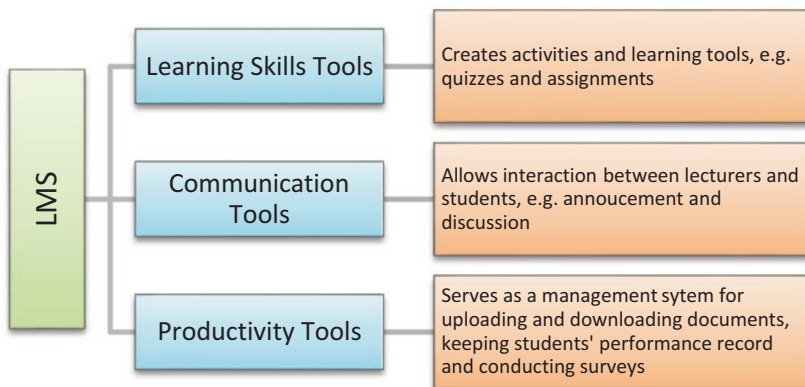 LMS
Learning Skills Tools
Creates activities and learning tools, e.g.
quizzes and assignments
Communication
Tools
Allows interaction between lecturers and
students, e.g. annoucement and
discussion
Productivity Tools
Serves as a management sytem for
uploading and downloading documents,
keeping students' performance record
and conducting surveys